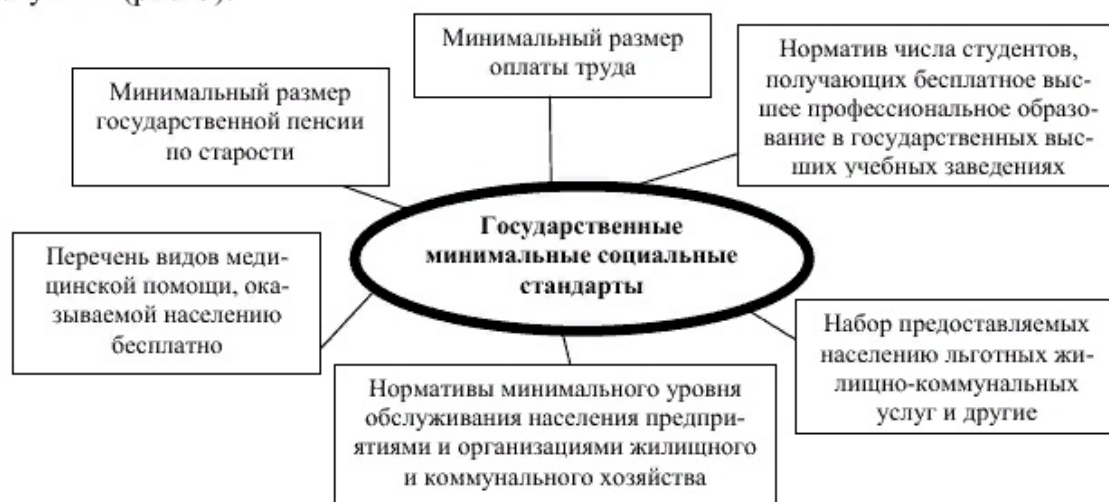 Минимальный размер
оплаты труда
Норматив числа студентов,
получающих бесплатное выс-
шее профессиональное образо-
вание в государственных выс-
ших учебных заведениях
Минимальный размер
государственной пенсии
по старости
Государственные
минимальные социальные
стандарты
Перечень видов меди-
цинской помощи, ока-
зываемой населению
бесплатно
Набор предоставляемых
населению льготных жи-
лищно-коммунальных
услуг и другие
Нормативы минимального уровня
обслуживания населения предпри-
ятиями и организациями жилищного
и коммунального хозяйства